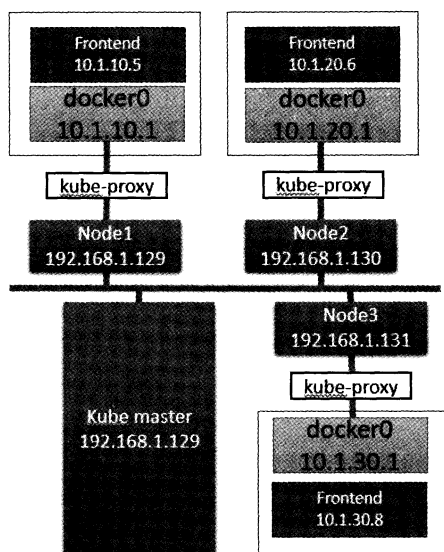 Frontend
10.1.10.5
docker0
10.1.10.1
kube-proxy
Node1
192.168.1.129
Frontend
10.1.20.6
docker0
10.1.20.1
kube-proxy
Node2
192.168.1.130
Kube master
192.168.1.129
Node3
192.168.1.131
kube-proxy
docker0
10.1.30.1
Frontend
10.1.30.8